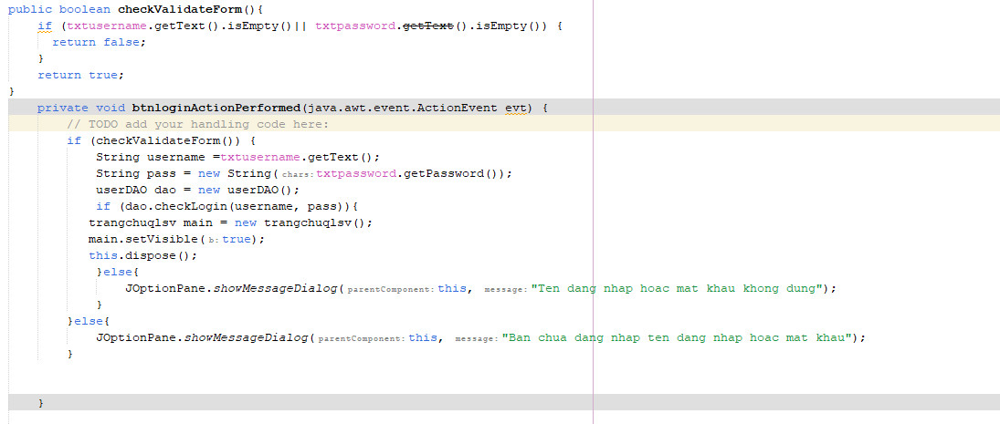 public boolean checkValidateForm(){
if (txtusername.getText().isEmpty()|| txtpassword.getText().isEmpty()) {
return false;
}
return true;
}
private void btnloginActionPerformed(java.awt.event.ActionEvent evt) {
// TODO add your handling code here:
if (checkValidateForm()) {
String username =txtusername.getText();
String pass = new String(chars:txtpassword.getPassword());
userDAO dao = new userDAO();
if (dao.checkLogin(username, pass)){
trangchuqlsv main = new trangchuqlsv();
main.setVisible(b:true);
this.dispose();
}else{
JOptionPane.showMessageDialog(parentComponent:this, message:"Ten dang nhap hoac mat khau khong dung");
}
}else{
JOptionPane.showMessageDialog(parentComponent:this, message:"Ban chua dang nhap ten dang nhap hoac mat khau");
}
}